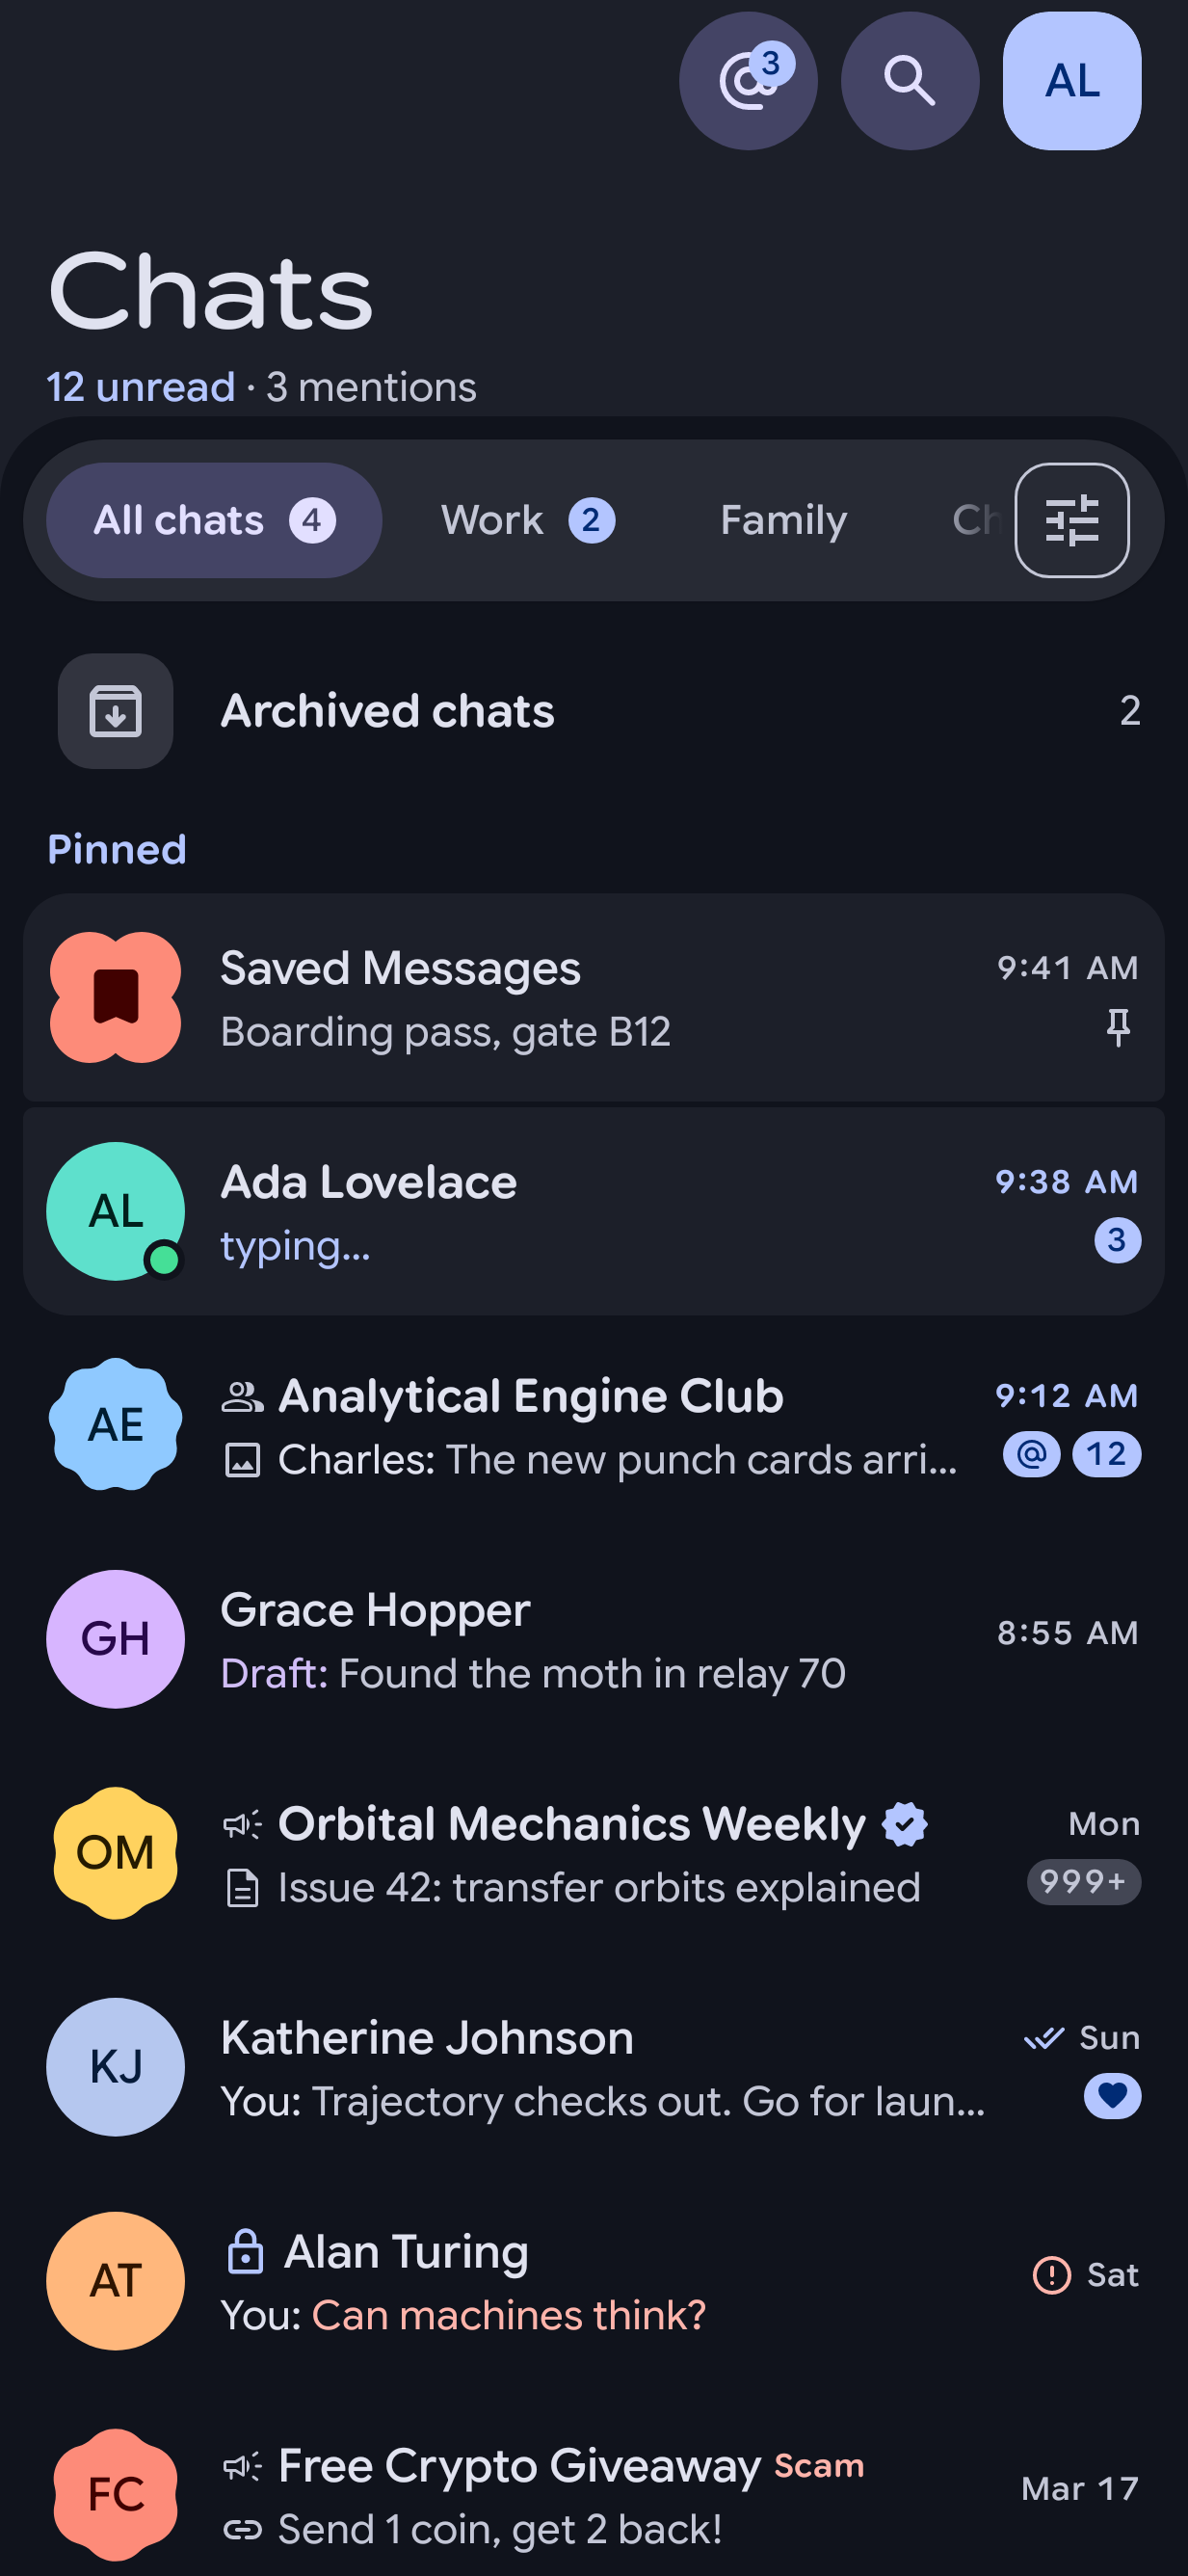 3
AL
Chats
12 unread · 3 mentions
All chats 4 Work 2 Family Ch
Archived chats 2
Pinned
Saved Messages 9:41 AM
Boarding pass, gate B12
AL Ada Lovelace 9:38 AM
typing... 3
AE Analytical Engine Club 9:12 AM
Charles: The new punch cards arri... @ 12
GH Grace Hopper 8:55 AM
Draft: Found the moth in relay 70
OM Orbital Mechanics Weekly Mon
Issue 42: transfer orbits explained 999+
KJ Katherine Johnson Sun
You: Trajectory checks out. Go for laun...
AT Alan Turing Sat
You: Can machines think?
FC Free Crypto Giveaway Scam Mar 17
Send 1 coin, get 2 back!